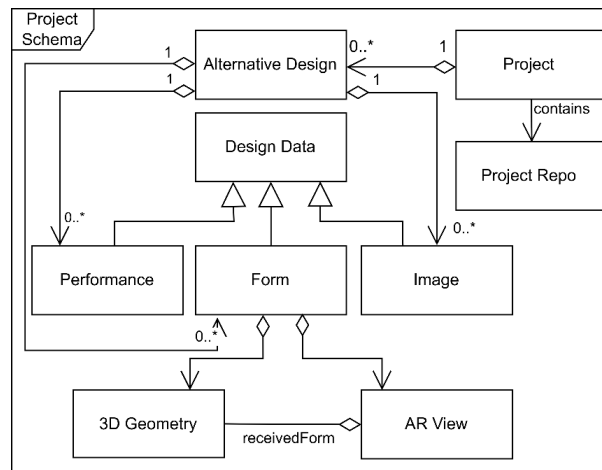 Project
Schema
1
Alternative Design
0..*
1
Project
1
1
contains
Design Data
Project Repo
0..*
0..*
Performance
Form
Image
0..*
3D Geometry
receivedForm
AR View